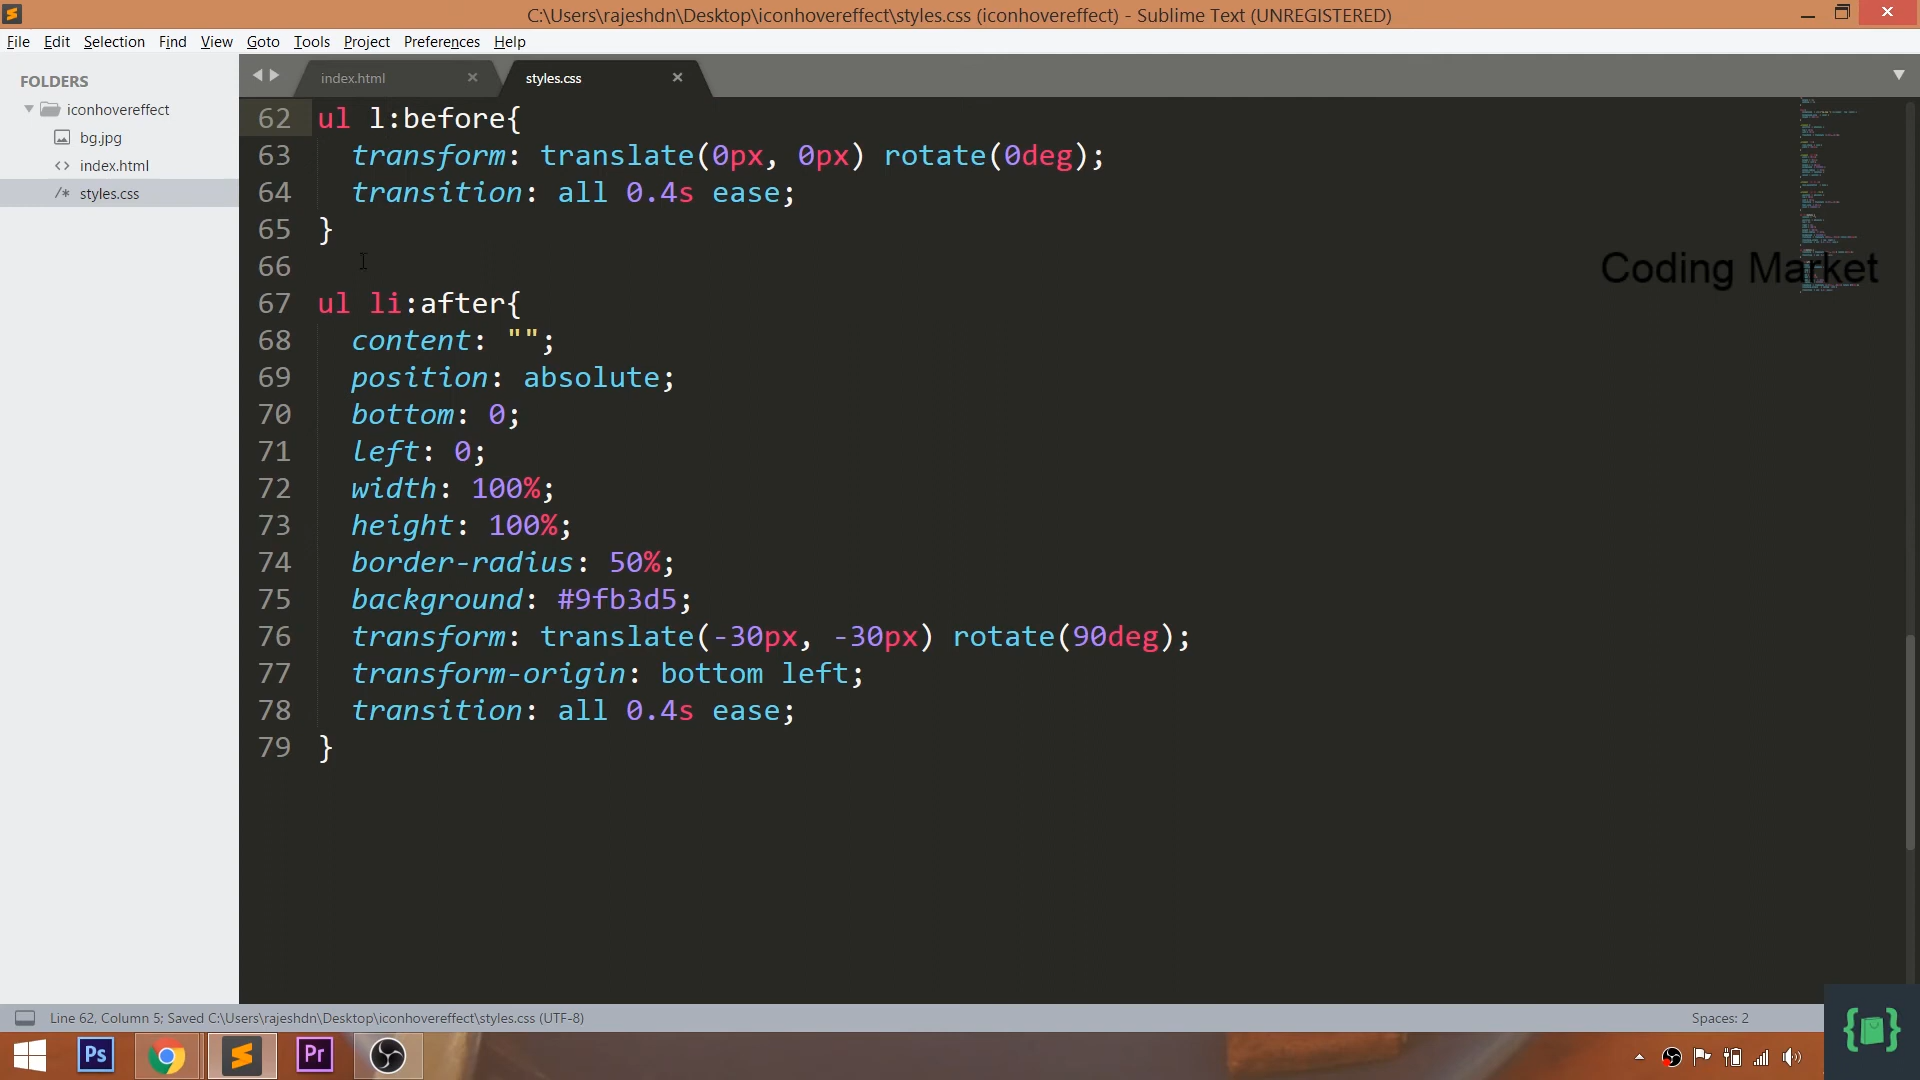 C:\Users\rajeshdn\Desktop\iconhovereffect\styles.css (iconhovereffect) - Sublime Text (UNREGISTERED)
File Edit Selection Find View Goto Tools Project Preferences Help
FOLDERS
iconhovereffect
bg.jpg
index.html
styles.css
index.html styles.css
62 ul l:before{
63 transform: translate(0px, 0px) rotate(0deg);
64 transition: all 0.4s ease;
65 }
66
67 ul li:after{
68 content: "";
69 position: absolute;
70 bottom: 0;
71 left: 0;
72 width: 100%;
73 height: 100%;
74 border-radius: 50%;
75 background: #9fb3d5;
76 transform: translate(-30px, -30px) rotate(90deg);
77 transform-origin: bottom left;
78 transition: all 0.4s ease;
79 }
Coding Market
Line 62, Column 5; Saved C:\Users\rajeshdn\Desktop\iconhovereffect\styles.css (UTF-8)
Spaces: 2
Ps
Pr